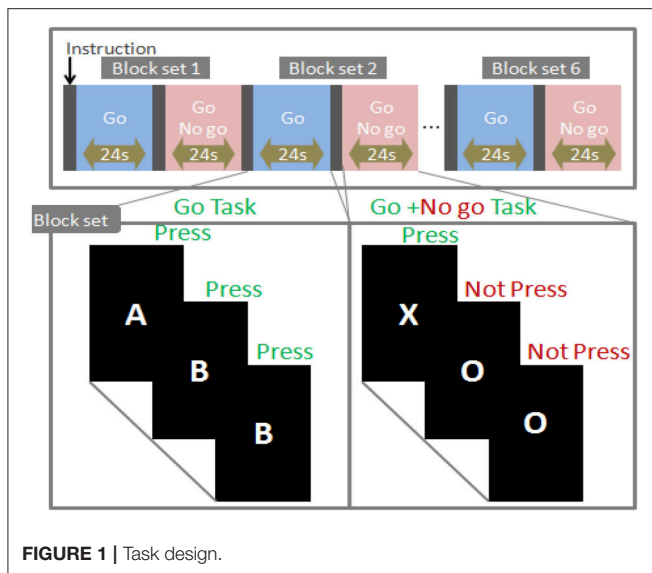 Instruction
Block set 1 Block set 2 Block set 6
Go Go No go Go Go No go ... Go Go No go
24s 24s 24s 24s 24s 24s
Block set
Go Task Go +No go Task
Press Press
A Press X Not Press
B Press O Not Press
B O
FIGURE 1 | Task design.